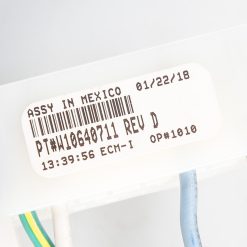 ASSY IN MEXICO 01/22/18
PT#W10640711 REV D
13:39:56 ECM-I OP#1010